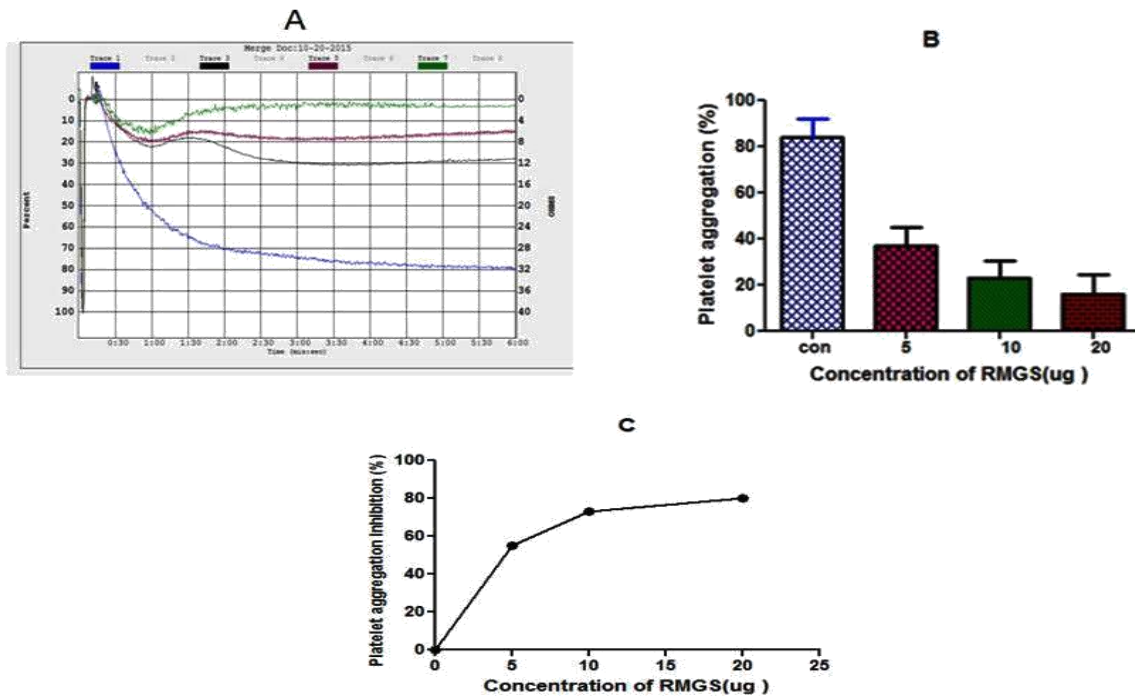 A
Merge Doc:10-20-2015
Trace 1 Trace 2 Trace 3 Trace 4 Trace 5 Trace 6 Trace 7 Trace 8
0 0
10 4
20 8
30 12
40 16
50 20
60 24
70 28
80 32
90 36
100 40
Percent
OHMS
0:30 1:00 1:30 2:00 2:30 3:00 3:30 4:00 4:30 5:00 5:30 6:00
Time (min:sec)
B
Platelet aggregation (%)
100
80
60
40
20
0
con 5 10 20
Concentration of RMGS(ug )
C
Platelet aggregation Inhibition (%)
100
80
60
40
20
0
0 5 10 15 20 25
Concentration of RMGS(ug )